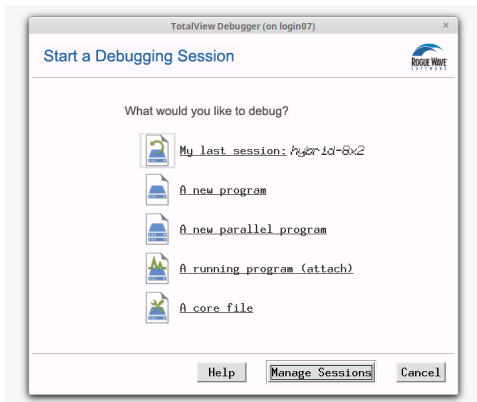 TotalView Debugger (on login07)
×
Start a Debugging Session
ROGUE WAVE
SOFTWARE
What would you like to debug?
My last session: hybrid-8x2
A new program
A new parallel program
A running program (attach)
A core file
Help
Manage Sessions
Cancel